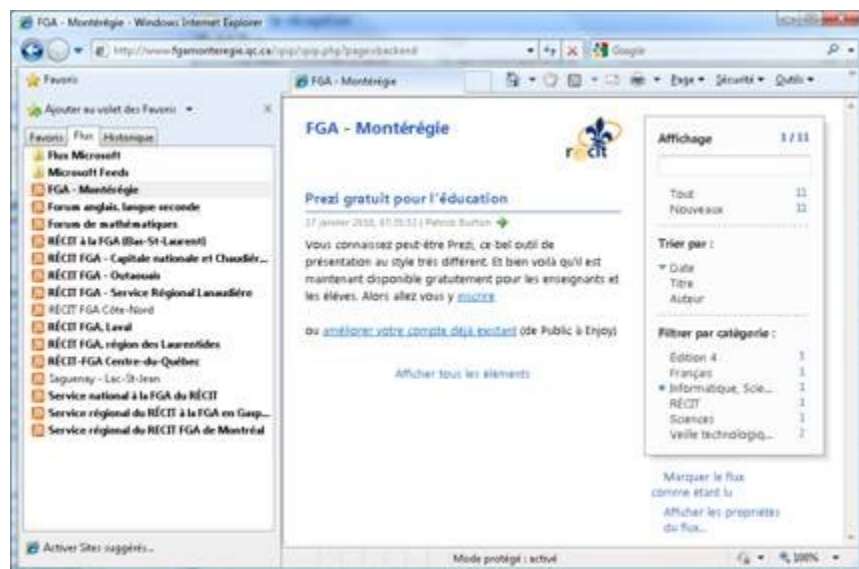 FGA - Montérégie - Windows Internet Explorer
Google
Favoris
FGA - Montérégie
Page
Sécurité
Outils
Ajouter au volet des Favoris
Favoris
Flux
Historique
Flux Microsoft
Microsoft Feeds
FGA - Montérégie
Forum anglais, langue seconde
Forum de mathématiques
RÉCIT à la FGA (Bas-St-Laurent)
RÉCIT FGA - Capitale nationale et Chaudièr...
RÉCIT FGA - Outaouais
RÉCIT FGA - Service Régional Lanaudière
RECIT FGA Côte-Nord
RÉCIT FGA, Laval
RÉCIT FGA, région des Laurentides
RÉCIT-FGA Centre-du-Québec
Saguenay - Lac-St-Jean
Service national à la FGA du RÉCIT
Service régional du RÉCIT à la FGA en Gasp...
Service régional du RÉCIT FGA de Montréal
Activer Sites suggérés...
FGA - Montérégie
récit
Prezi gratuit pour l'éducation
Vous connaissez peut-être Prezi, ce bel outil de
présentation au style très différent. Et bien voilà qu'il est
maintenant disponible gratuitement pour les enseignants et
les élèves. Alors allez vous y inscrire
ou améliorer votre compte déjà existant (de Public à Enjoy)
Afficher tous les éléments
Affichage 1 / 11
Tout 11
Nouveaux 11
Trier par :
Date
Titre
Auteur
Filtrer par catégorie :
Édition 4 1
Français 1
Informatique, Scie... 1
RÉCIT 1
Sciences 1
Veille technologiq... 2
Marquer le flux
comme étant lu
Afficher les propriétés
du flux...
Mode protégé : activé
100%